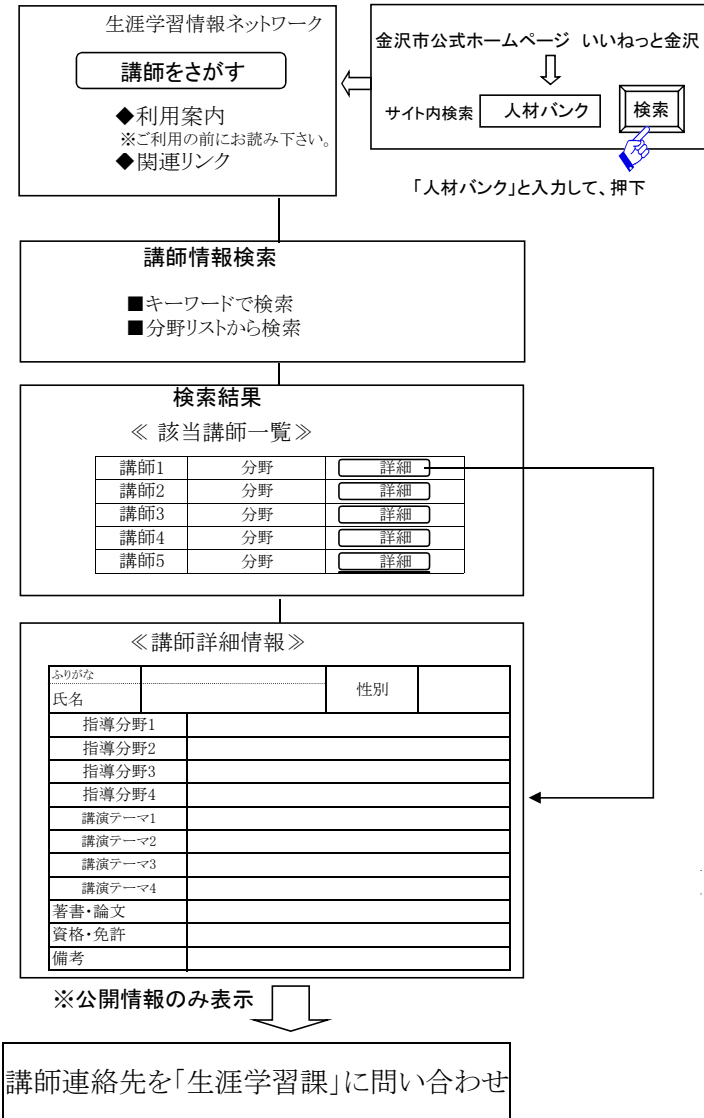 生涯学習情報ネットワーク
講師をさがす
◆利用案内
※ご利用の前にお読み下さい。
◆関連リンク
金沢市公式ホームページ いいねっと金沢
サイト内検索 人材バンク 検索
「人材バンク」と入力して、押下
講師情報検索
■キーワードで検索
■分野リストから検索
検索結果
≪ 該当講師一覧≫
講師1 分野 詳細
講師2 分野 詳細
講師3 分野 詳細
講師4 分野 詳細
講師5 分野 詳細
≪講師詳細情報≫
ふりがな
氏名 性別
指導分野1
指導分野2
指導分野3
指導分野4
講演テーマ1
講演テーマ2
講演テーマ3
講演テーマ4
著書・論文
資格・免許
備考
※公開情報のみ表示
講師連絡先を「生涯学習課」に問い合わせ